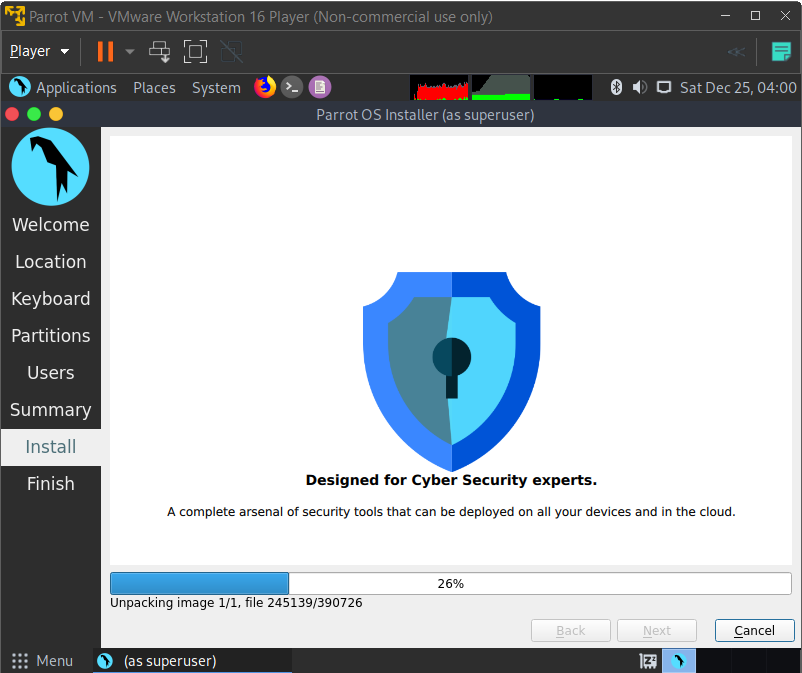 Parrot VM - VMware Workstation 16 Player (Non-commercial use only)
Player
Applications Places System Sat Dec 25, 04:00
Parrot OS Installer (as superuser)
Welcome
Location
Keyboard
Partitions
Users
Summary
Install
Finish
Designed for Cyber Security experts.
A complete arsenal of security tools that can be deployed on all your devices and in the cloud.
26%
Unpacking image 1/1, file 245139/390726
Back Next Cancel
Menu (as superuser)